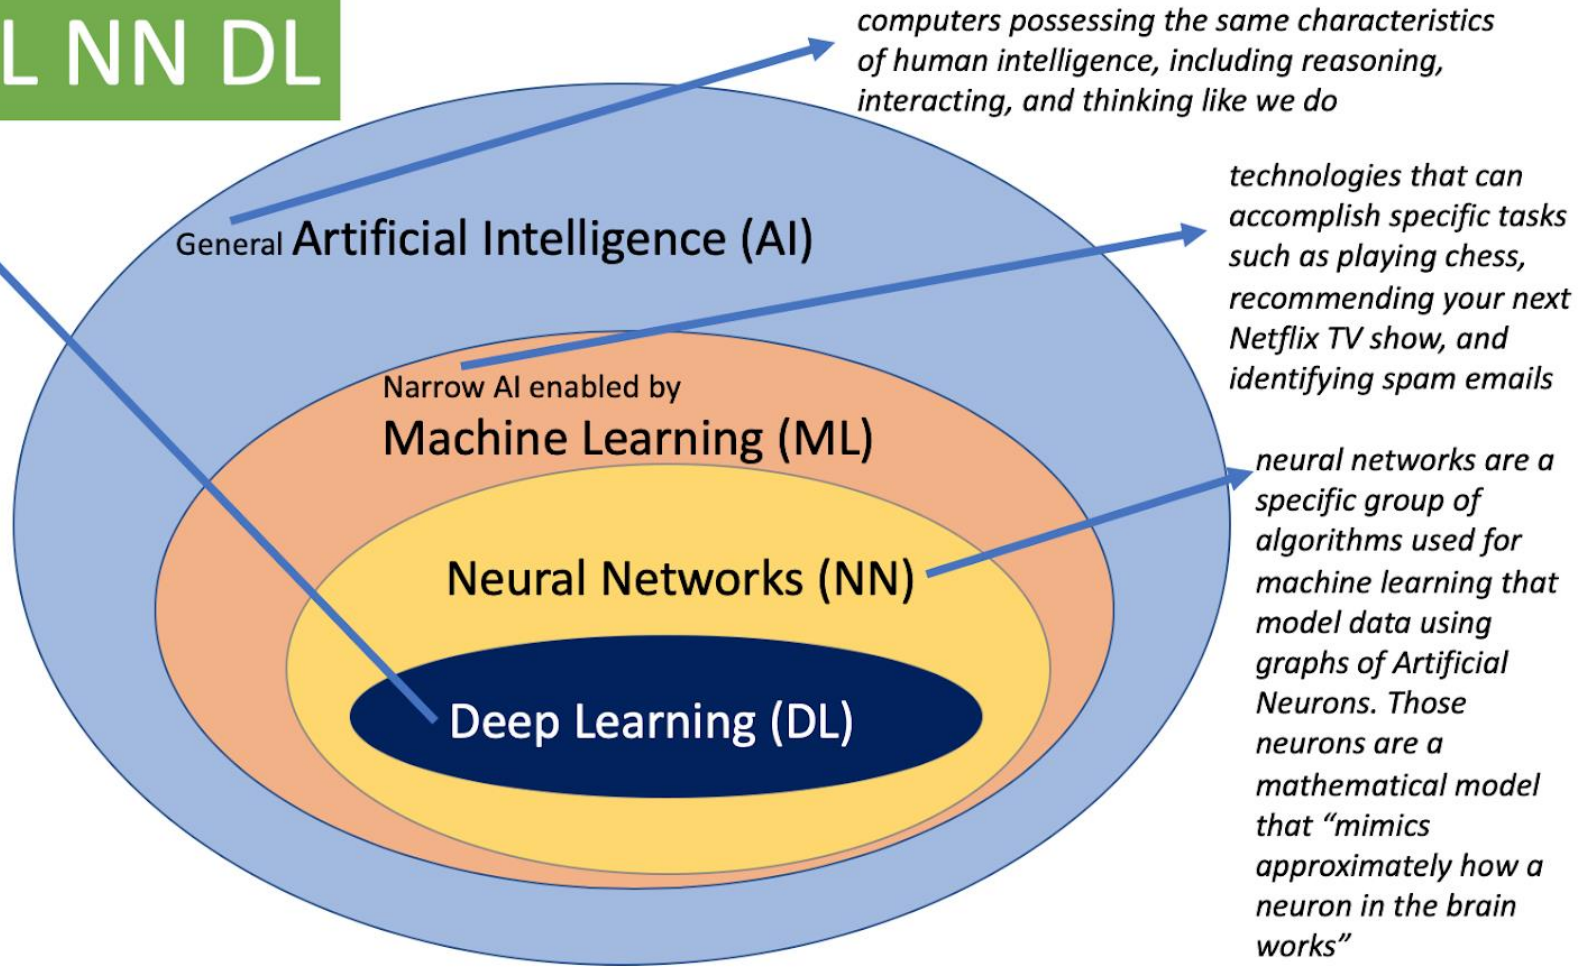 L NN DL
computers possessing the same characteristics
of human intelligence, including reasoning,
interacting, and thinking like we do
General Artificial Intelligence (AI)
technologies that can
accomplish specific tasks
such as playing chess,
recommending your next
Netflix TV show, and
identifying spam emails
Narrow AI enabled by
Machine Learning (ML)
neural networks are a
specific group of
algorithms used for
machine learning that
model data using
graphs of Artificial
Neurons. Those
neurons are a
mathematical model
that “mimics
approximately how a
neuron in the brain
works”
Neural Networks (NN)
Deep Learning (DL)